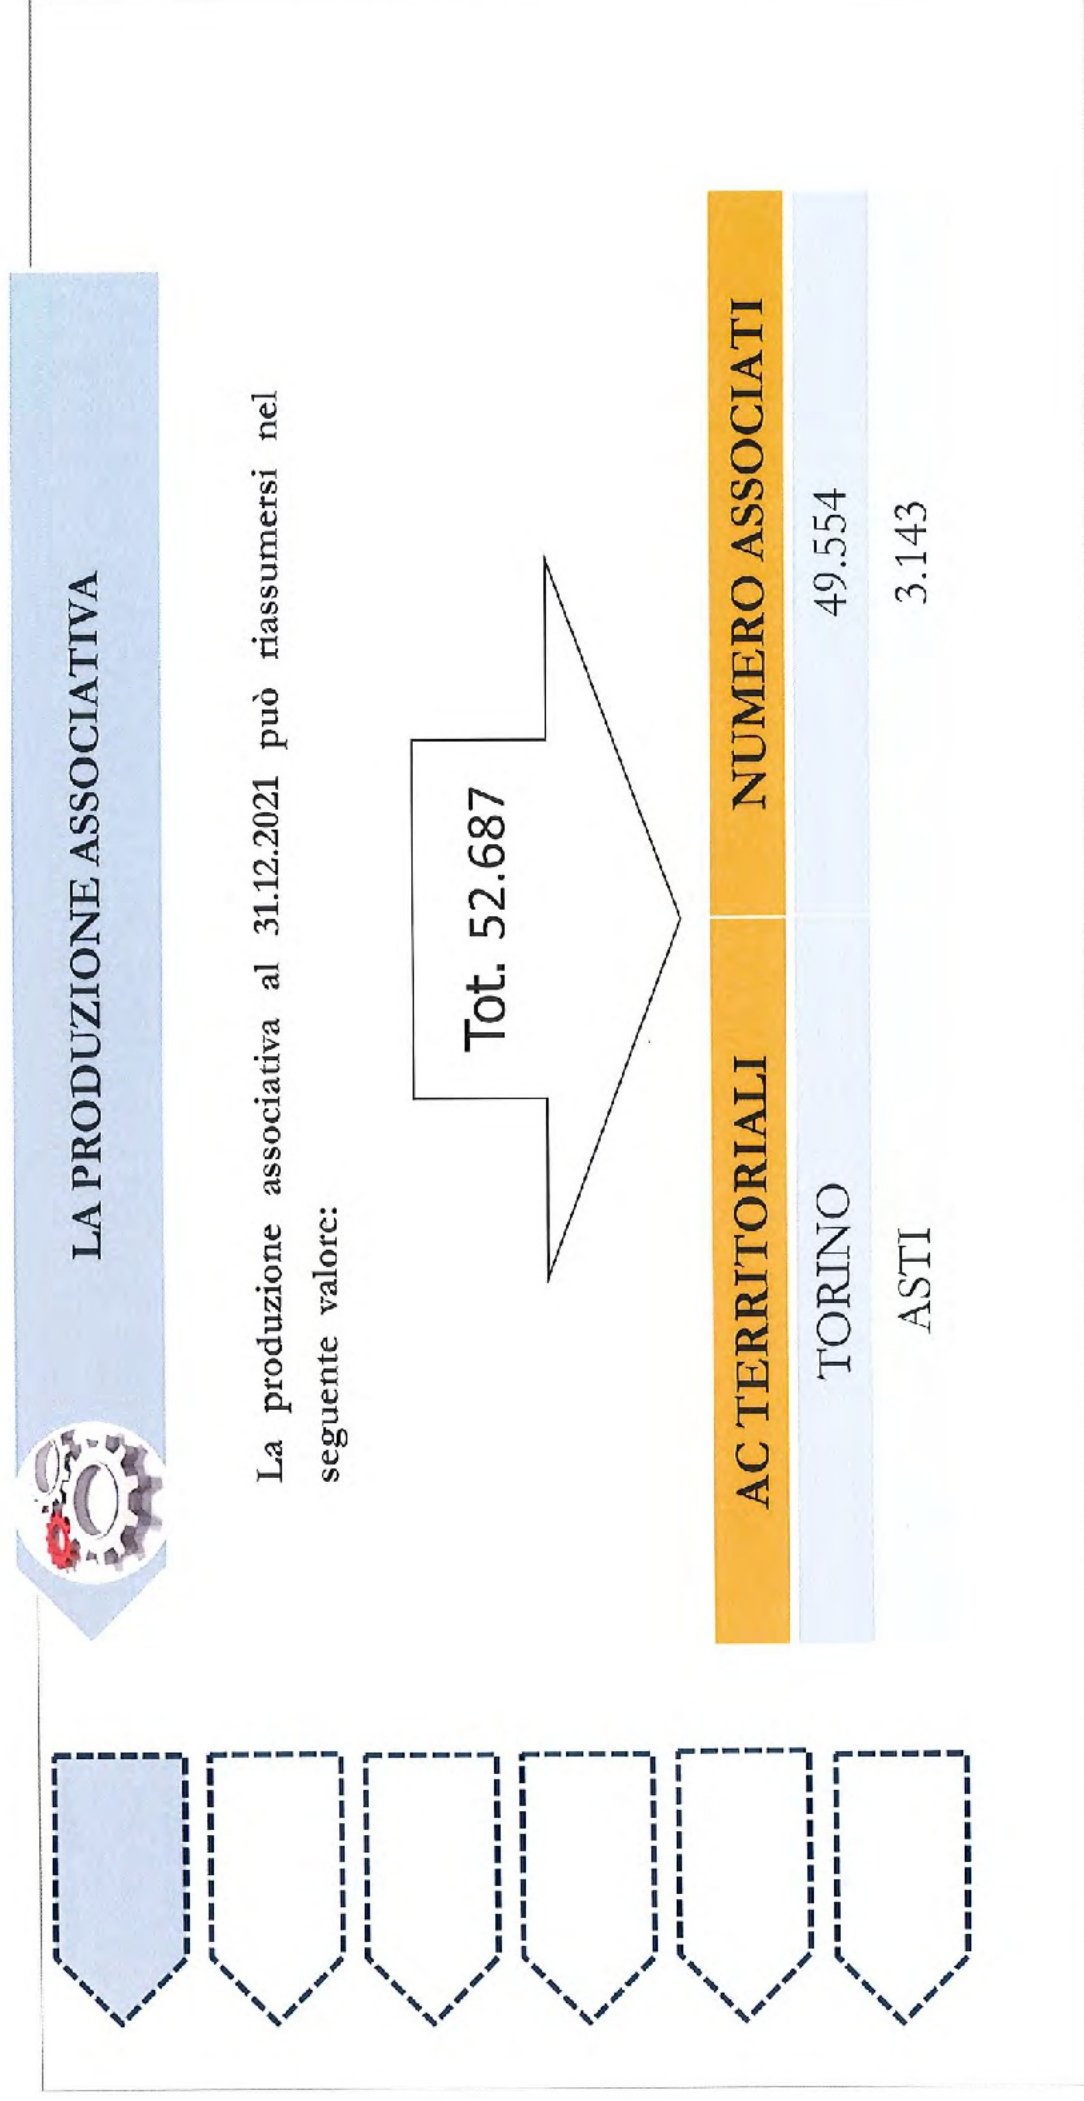 LA PRODUZIONE ASSOCIATIVA
La produzione associativa al 31.12.2021 può riassumersi nel
seguente valore:
Tot. 52.687
AC TERRITORIALI NUMERO ASSOCIATI
TORINO 49.554
ASTI 3.143